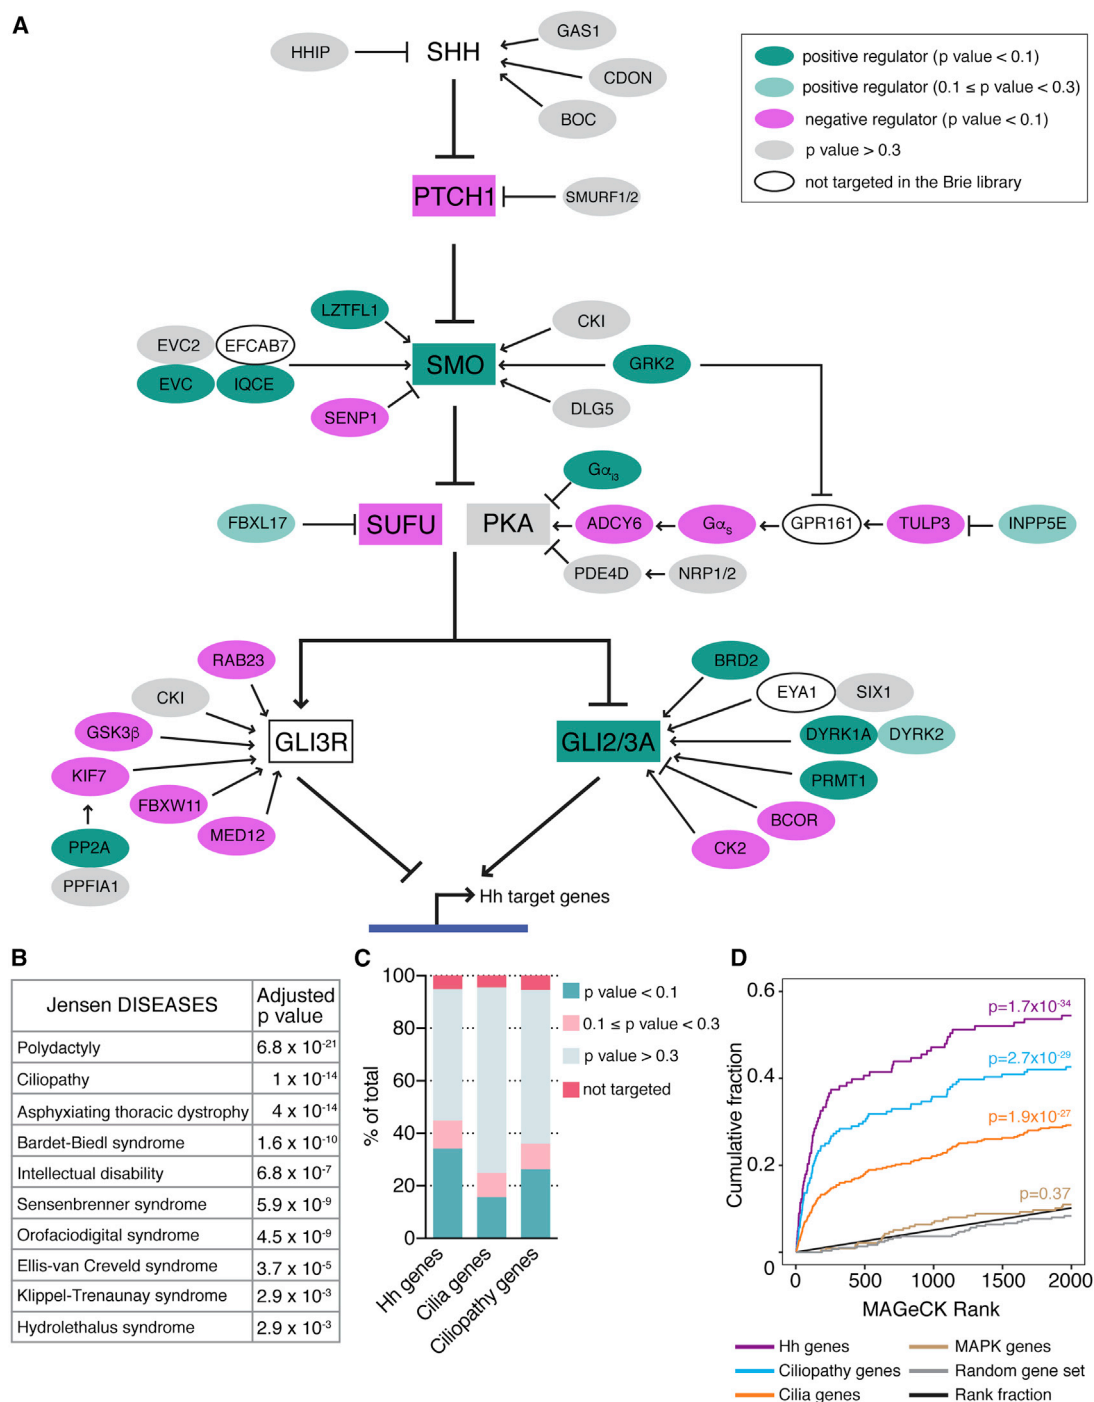 A
HHIP
SHH
GAS1
CDON
BOC
positive regulator (p value < 0.1)
positive regulator (0.1 ≤ p value < 0.3)
negative regulator (p value < 0.1)
p value > 0.3
not targeted in the Brie library
PTCH1
SMURF1/2
LZTFL1
CKI
EVC2
EFCAB7
SMO
GRK2
EVC
IQCE
SENP1
DLG5
Gαi3
FBXL17
SUFU
PKA
ADCY6
GαS
GPR161
TULP3
INPP5E
PDE4D
NRP1/2
RAB23
BRD2
CKI
EYA1
SIX1
GSK3β
GLI3R
GLI2/3A
DYRK1A
DYRK2
KIF7
PRMT1
FBXW11
BCOR
MED12
CK2
PP2A
PPFIA1
Hh target genes
B
Jensen DISEASES
Adjusted
p value
Polydactyly 6.8 x 10-21
Ciliopathy 1 x 10-14
Asphyxiating thoracic dystrophy 4 x 10-14
Bardet-Biedl syndrome 1.6 x 10-10
Intellectual disability 6.8 x 10-7
Sensenbrenner syndrome 5.9 x 10-9
Orofaciodigital syndrome 4.5 x 10-9
Ellis-van Creveld syndrome 3.7 x 10-5
Klippel-Trenaunay syndrome 2.9 x 10-3
Hydrolethalus syndrome 2.9 x 10-3
C
% of total
100
80
60
40
20
0
Hh genes
Cilia genes
Ciliopathy genes
p value < 0.1
0.1 ≤ p value < 0.3
p value > 0.3
not targeted
D
Cumulative fraction
0.6
0.4
0.2
0
p=1.7x10-34
p=2.7x10-29
p=1.9x10-27
p=0.37
0 500 1000 1500 2000
MAGeCK Rank
Hh genes
Ciliopathy genes
Cilia genes
MAPK genes
Random gene set
Rank fraction